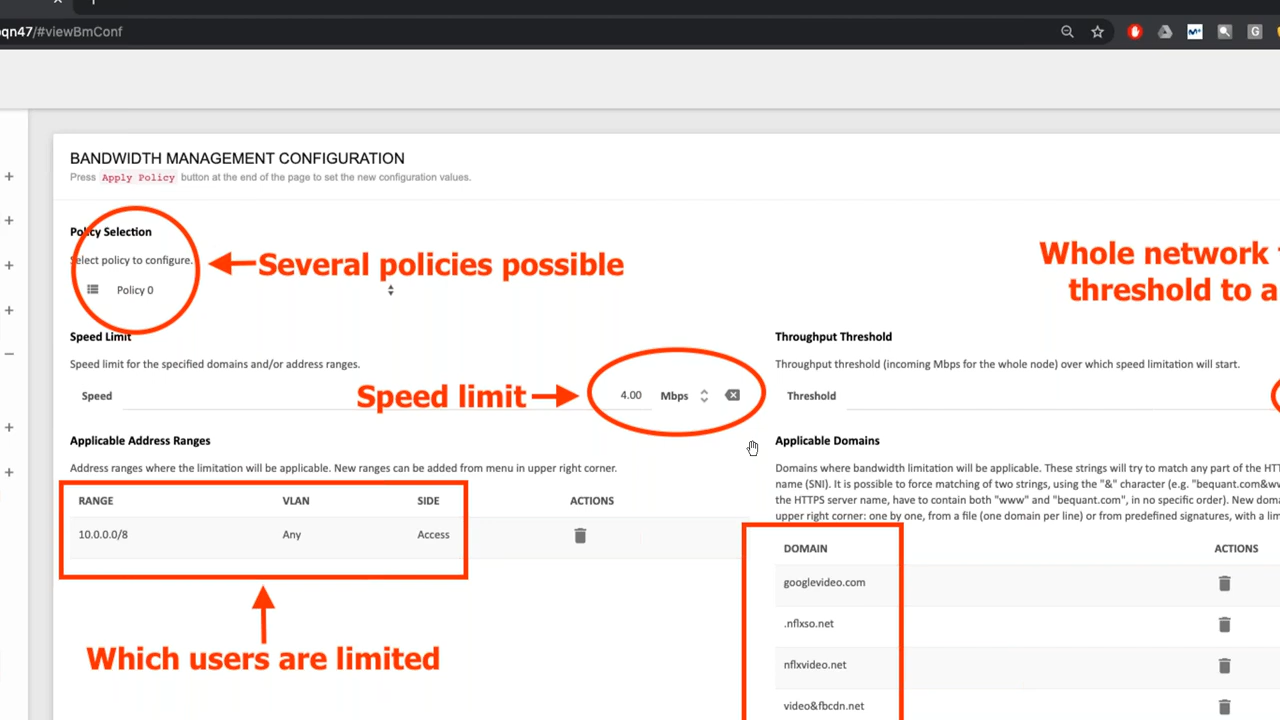 qn47/#viewBmConf
BANDWIDTH MANAGEMENT CONFIGURATION
Press Apply Policy button at the end of the page to set the new configuration values.
Policy Selection
Select policy to configure.
Policy 0
Several policies possible
Whole network
threshold to a
Speed Limit
Speed limit for the specified domains and/or address ranges.
Speed
Speed limit
4.00 Mbps
Throughput Threshold
Throughput threshold (incoming Mbps for the whole node) over which speed limitation will start.
Threshold
Applicable Address Ranges
Address ranges where the limitation will be applicable. New ranges can be added from menu in upper right corner.
RANGE VLAN SIDE ACTIONS
10.0.0.0/8 Any Access
Which users are limited
Applicable Domains
Domains where bandwidth limitation will be applicable. These strings will try to match any part of the
name (SNI). It is possible to force matching of two strings, using the "&" character (e.g. "bequant.com&w
the HTTPS server name, have to contain both "www" and "bequant.com", in no specific order). New
upper right corner: one by one, from a file (one domain per line) or from predefined signatures, with a
DOMAIN ACTIONS
googlevideo.com
.nflxso.net
nflxvideo.net
video&fbcdn.net